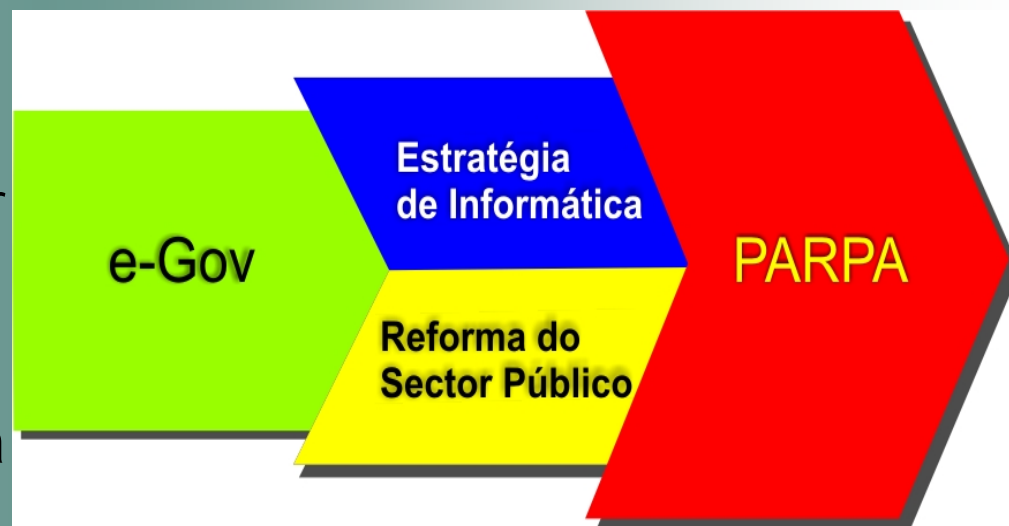 e-Gov
Estratégia
de Informática
Reforma do
Sector Público
PARPA